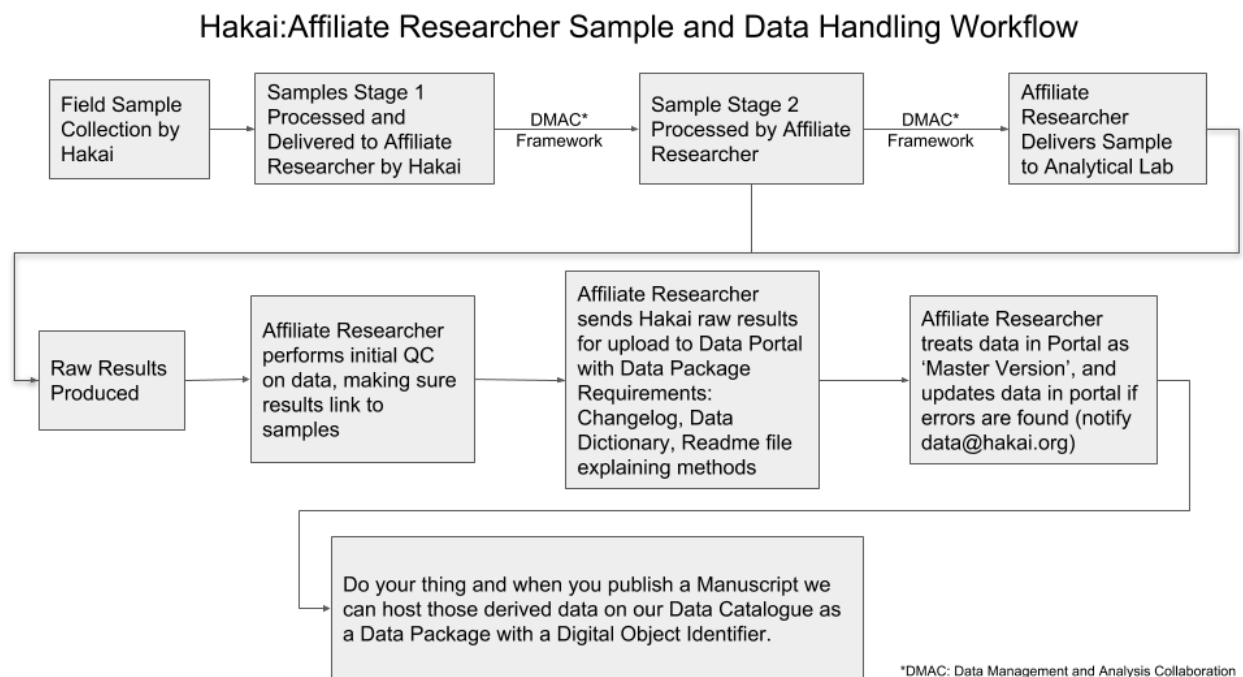 Hakai:Affiliate Researcher Sample and Data Handling Workflow
Field Sample
Collection by
Hakai
Samples Stage 1
Processed and
Delivered to Affiliate
Researcher by Hakai
DMAC*
Framework
Sample Stage 2
Processed by Affiliate
Researcher
DMAC*
Framework
Affiliate
Researcher
Delivers Sample
to Analytical Lab
Raw Results
Produced
Affiliate Researcher
performs initial QC
on data, making sure
results link to
samples
Affiliate Researcher
sends Hakai raw results
for upload to Data Portal
with Data Package
Requirements:
Changelog, Data
Dictionary, Readme file
explaining methods
Affiliate Researcher
treats data in Portal as
‘Master Version’, and
updates data in portal if
errors are found (notify
data@hakai.org)
Do your thing and when you publish a Manuscript we
can host those derived data on our Data Catalogue as
a Data Package with a Digital Object Identifier.
*DMAC: Data Management and Analysis Collaboration